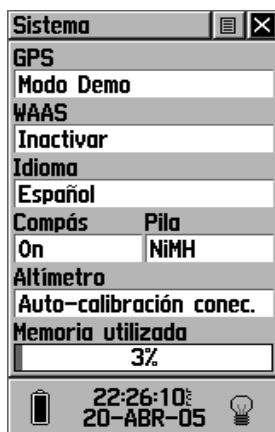 Sistema
GPS
Modo Demo
WAAS
Inactivar
Idioma
Español
Compás Pila
On NiMH
Altímetro
Auto-calibración conec.
Memoria utilizada
3%
22:26:10
20-ABR-05